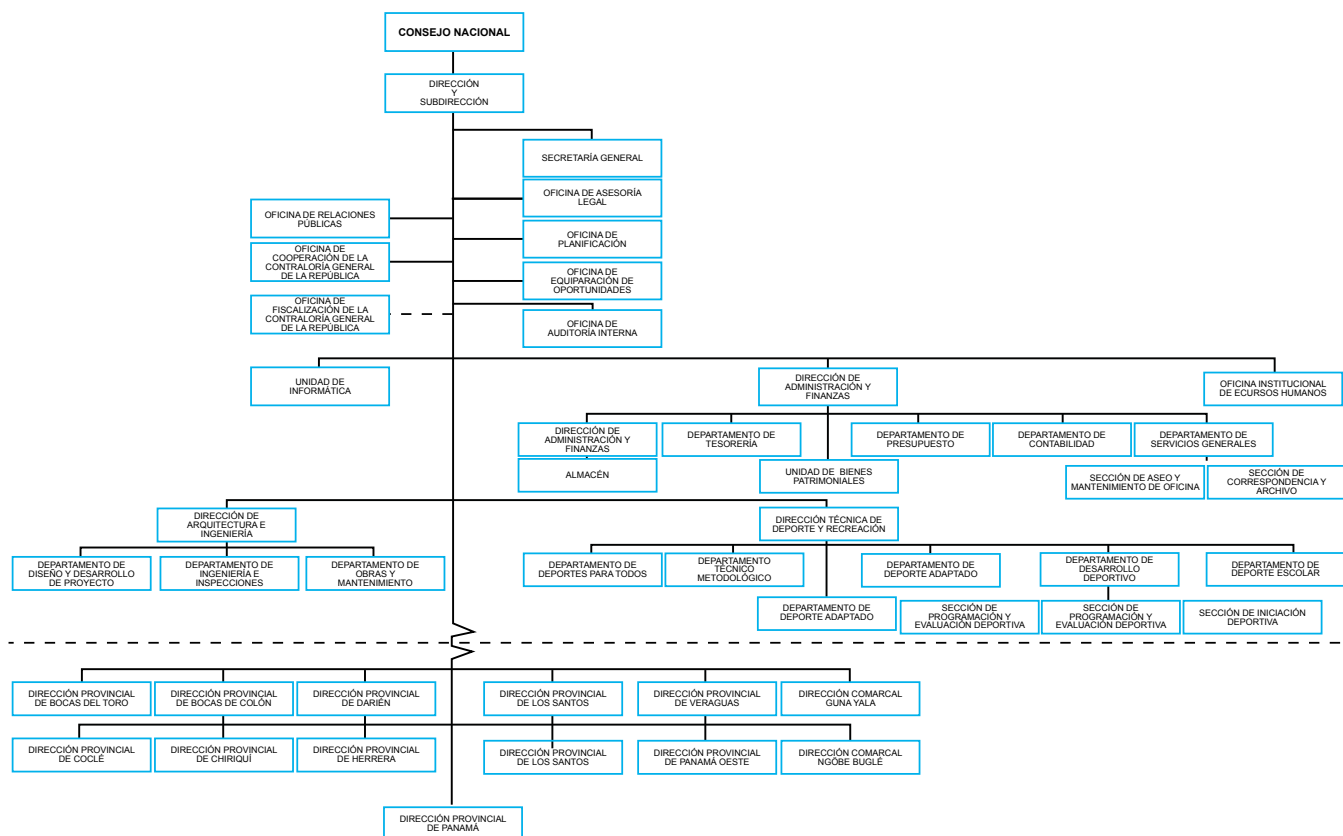 CONSEJO NACIONAL
DIRECCIÓN
Y
SUBDIRECCIÓN
SECRETARÍA GENERAL
OFICINA DE ASESORÍA
LEGAL
OFICINA DE RELACIONES
PÚBLICAS
OFICINA DE
PLANIFICACIÓN
OFICINA DE
COOPERACIÓN DE LA
CONTRALORÍA GENERAL
DE LA REPÚBLICA
OFICINA DE
EQUIPARACIÓN DE
OPORTUNIDADES
OFICINA DE
FISCALIZACIÓN DE LA
CONTRALORÍA GENERAL
DE LA REPÚBLICA
OFICINA DE
AUDITORÍA INTERNA
UNIDAD DE
INFORMÁTICA
DIRECCIÓN DE
ADMINISTRACIÓN Y
FINANZAS
OFICINA INSTITUCIONAL
DE ECURSOS HUMANOS
DIRECCIÓN DE
ADMINISTRACIÓN Y
FINANZAS
DEPARTAMENTO DE
TESORERÍA
DEPARTAMENTO DE
PRESUPUESTO
DEPARTAMENTO DE
CONTABILIDAD
DEPARTAMENTO DE
SERVICIOS GENERALES
ALMACÉN
UNIDAD DE BIENES
PATRIMONIALES
SECCIÓN DE ASEO Y
MANTENIMIENTO DE OFICINA
SECCIÓN DE
CORRESPONDENCIA Y
ARCHIVO
DIRECCIÓN DE
ARQUITECTURA E
INGENIERÍA
DIRECCIÓN TÉCNICA DE
DEPORTE Y RECREACIÓN
DEPARTAMENTO DE
DISEÑO Y DESARROLLO
DE PROYECTO
DEPARTAMENTO DE
INGENIERÍA E
INSPECCIONES
DEPARTAMENTO DE
OBRAS Y
MANTENIMIENTO
DEPARTAMENTO DE
DEPORTES PARA TODOS
DEPARTAMENTO
TÉCNICO
METODOLÓGICO
DEPARTAMENTO DE
DEPORTE ADAPTADO
DEPARTAMENTO DE
DESARROLLO
DEPORTIVO
DEPARTAMENTO DE
DEPORTE ESCOLAR
DEPARTAMENTO DE
DEPORTE ADAPTADO
SECCIÓN DE
PROGRAMACIÓN Y
EVALUACIÓN DEPORTIVA
SECCIÓN DE
PROGRAMACIÓN Y
EVALUACIÓN DEPORTIVA
SECCIÓN DE INICIACIÓN
DEPORTIVA
DIRECCIÓN PROVINCIAL
DE BOCAS DEL TORO
DIRECCIÓN PROVINCIAL
DE BOCAS DE COLÓN
DIRECCIÓN PROVINCIAL
DE DARIÉN
DIRECCIÓN PROVINCIAL
DE LOS SANTOS
DIRECCIÓN PROVINCIAL
DE VERAGUAS
DIRECCIÓN COMARCAL
GUNA YALA
DIRECCIÓN PROVINCIAL
DE COCLÉ
DIRECCIÓN PROVINCIAL
DE CHIRIQUÍ
DIRECCIÓN PROVINCIAL
DE HERRERA
DIRECCIÓN PROVINCIAL
DE LOS SANTOS
DIRECCIÓN PROVINCIAL
DE PANAMÁ OESTE
DIRECCIÓN COMARCAL
NGÖBE BUGLÉ
DIRECCIÓN PROVINCIAL
DE PANAMÁ